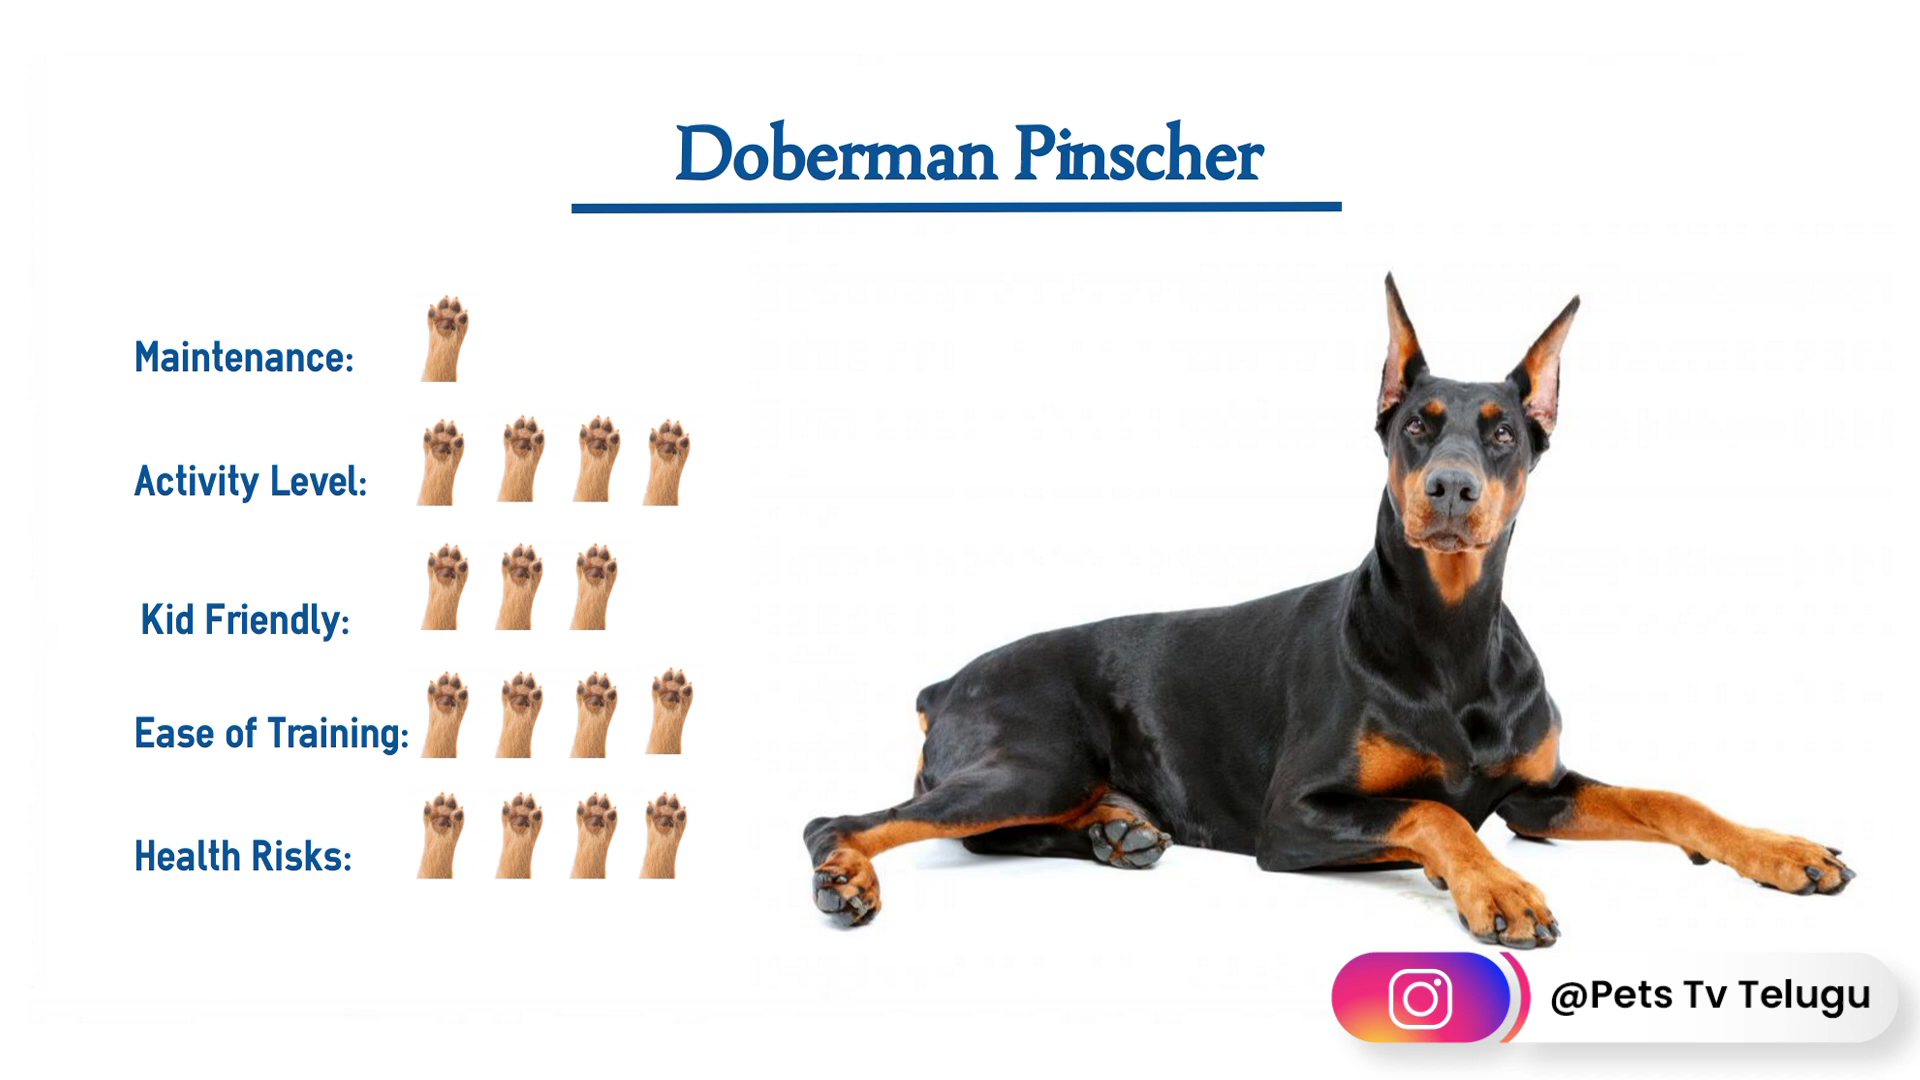 Doberman Pinscher
Maintenance:
Activity Level:
Kid Friendly:
Ease of Training:
Health Risks:
@Pets Tv Telugu